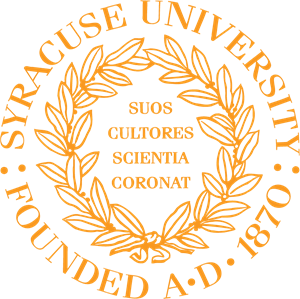 SYRACUSE UNIVERSITY
SUOS
CULTORES
SCIENTIA
CORONAT
FOUNDED A•D•1870